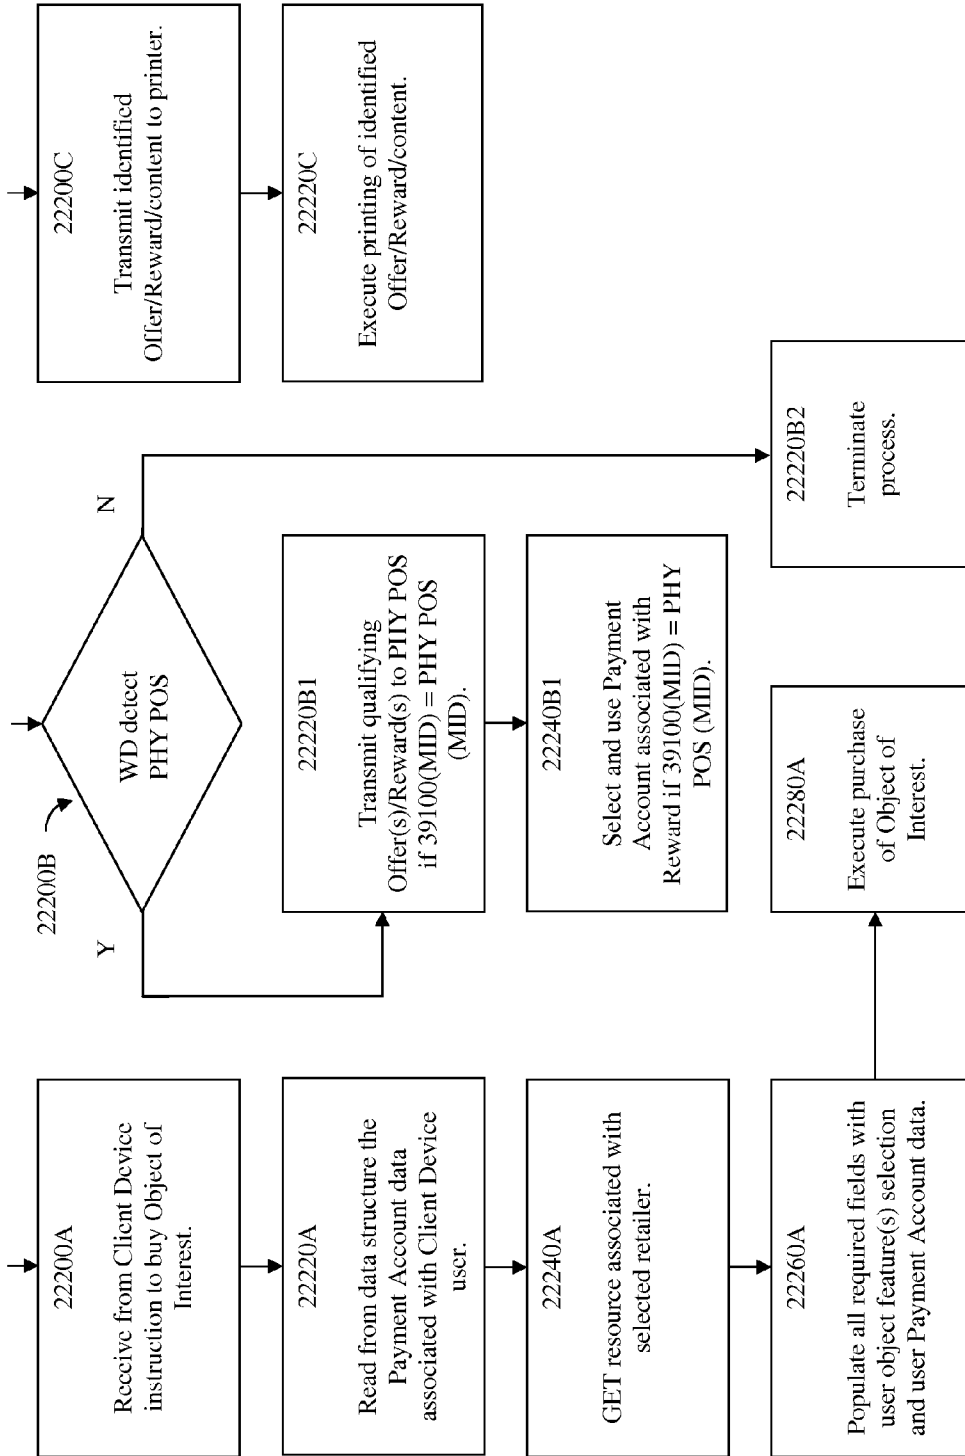 22200A
Receive from Client Device
instruction to buy Object of
Interest.
22220A
Read from data structure the
Payment Account data
associated with Client Device
user.
22240A
GET resource associated with
selected retailer.
22260A
Populate all required fields with
user object feature(s) selection
and user Payment Account data.
22280A
Execute purchase
of Object of
Interest.
22200B
WD detect
PHY POS
Y
N
22220B1
Transmit qualifying
Offer(s)/Reward(s) to PHY POS
if 39100(MID) = PHY POS
(MID).
22240B1
Select and use Payment
Account associated with
Reward if 39100(MID) = PHY
POS (MID).
22220B2
Terminate
process.
22200C
Transmit identified
Offer/Reward/content to printer.
22220C
Execute printing of identified
Offer/Reward/content.